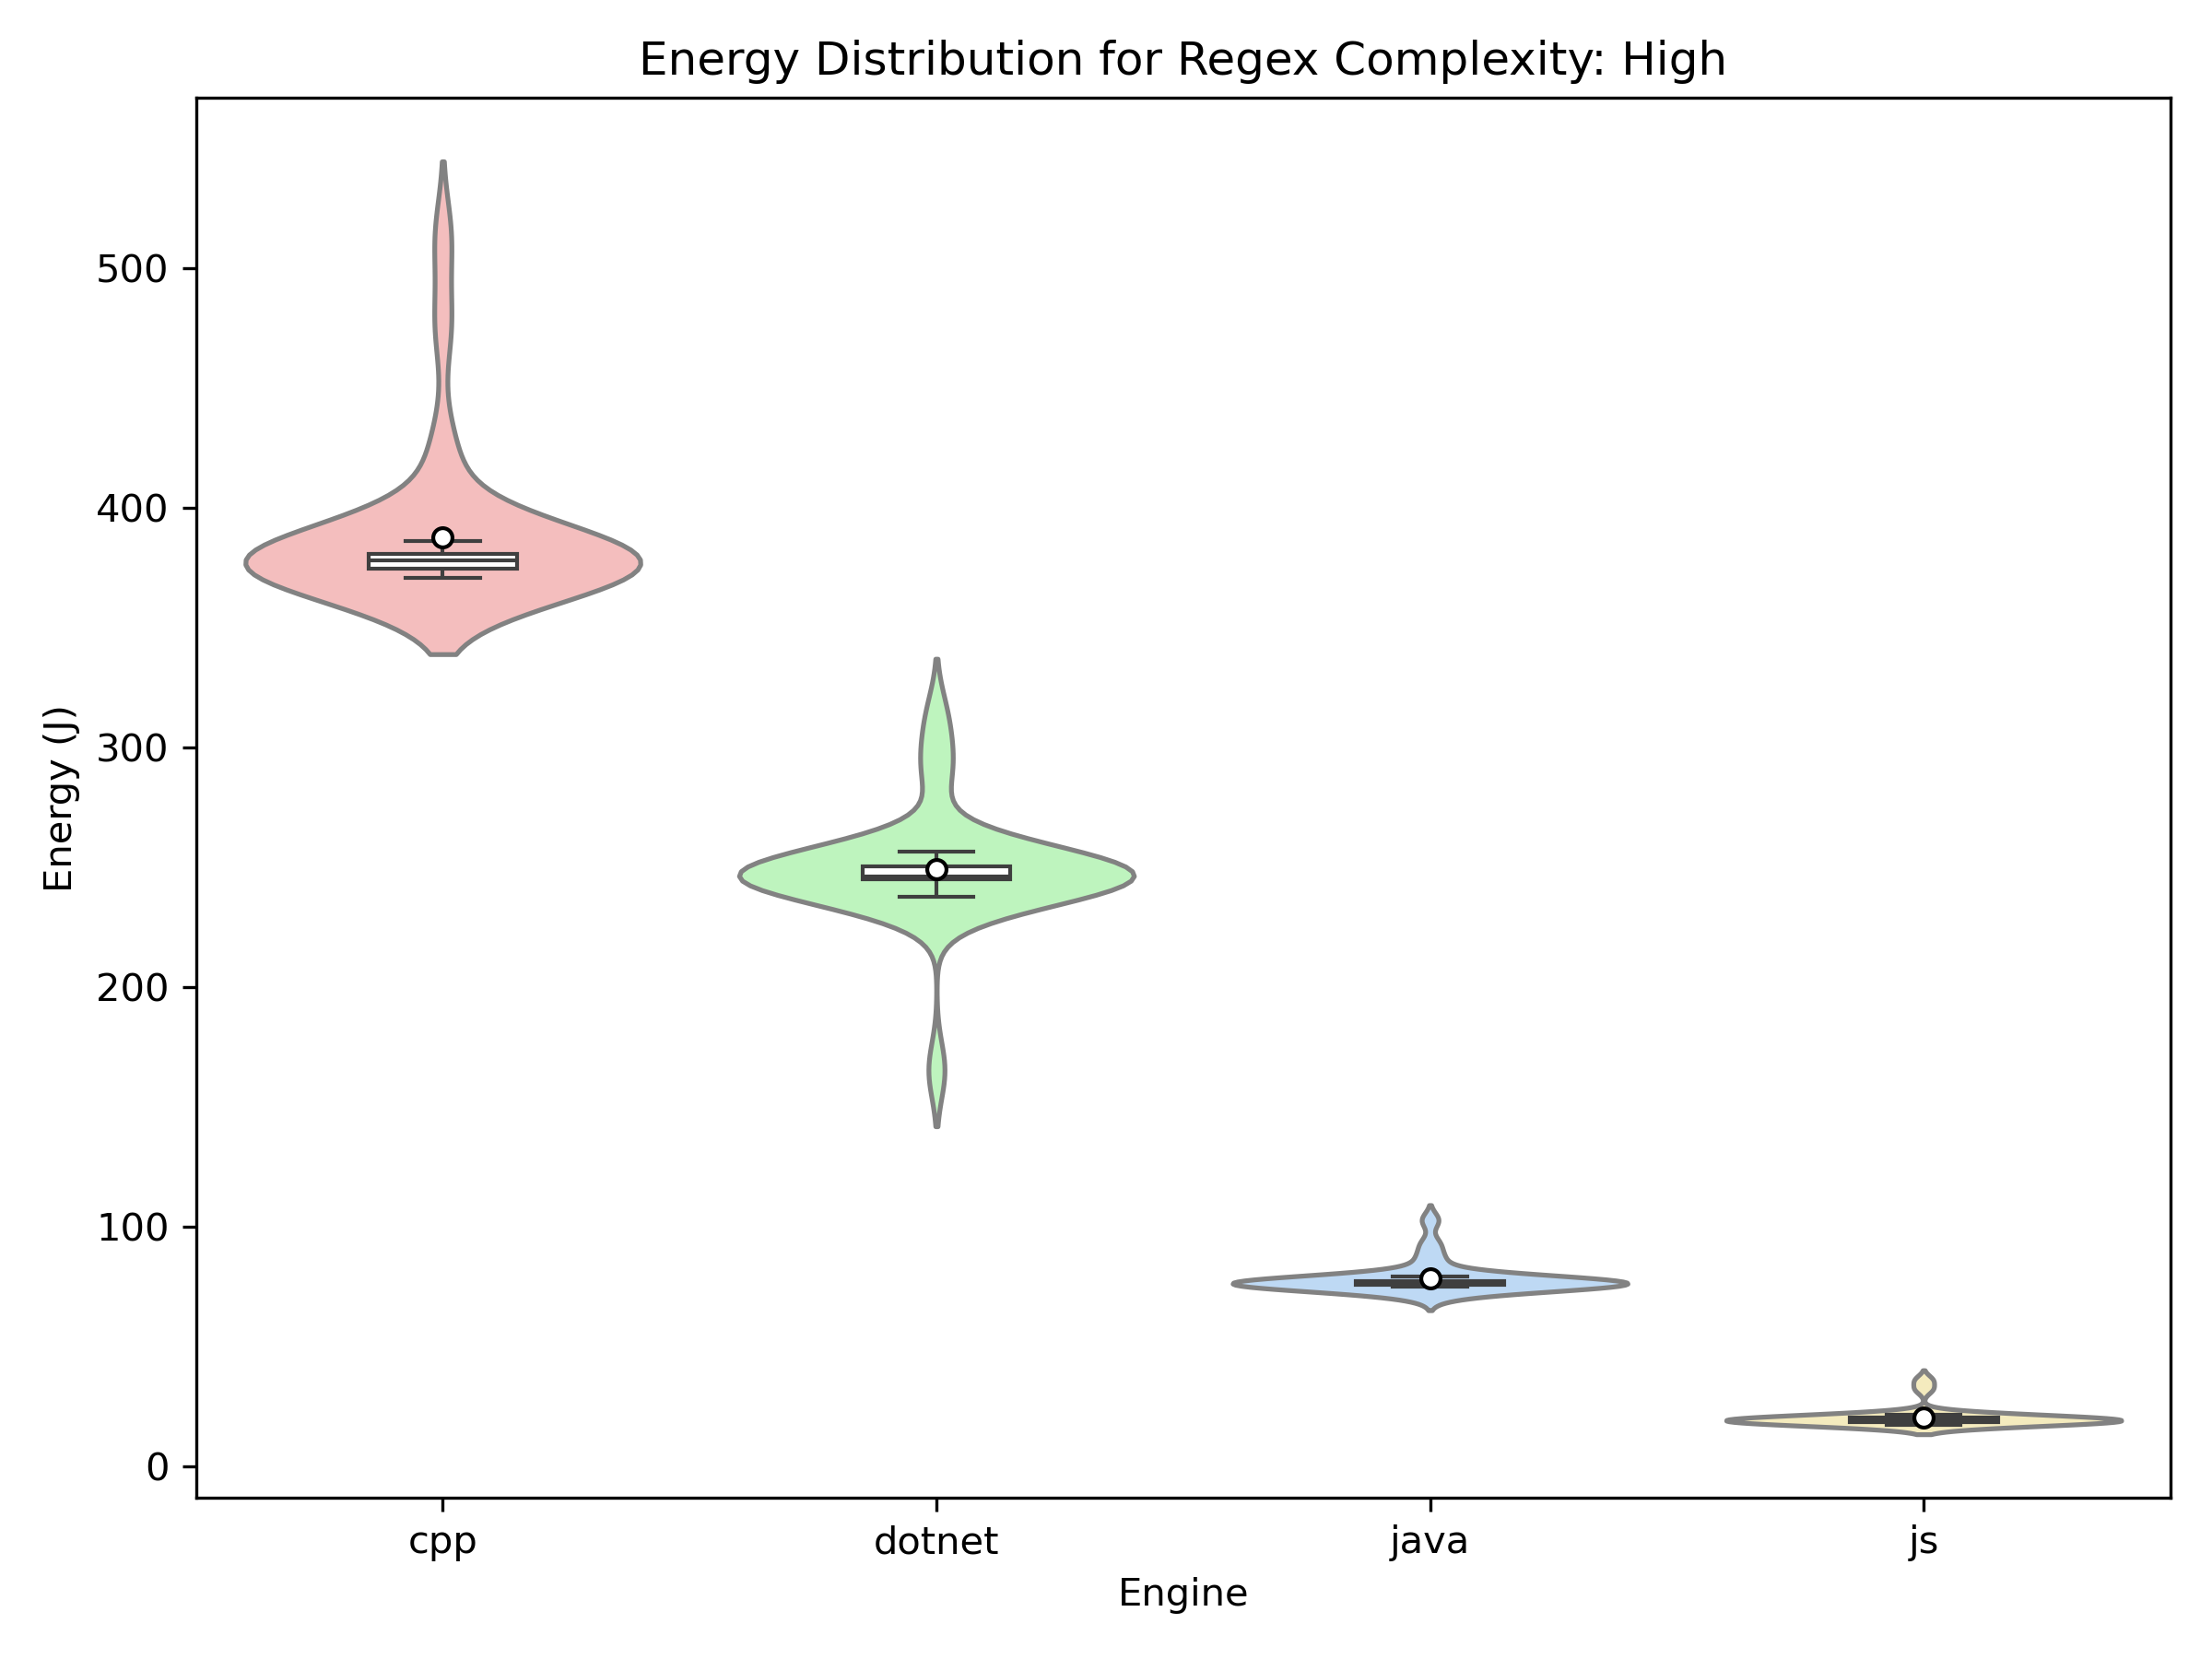 Energy Distribution for Regex Complexity: High
Energy (J)
500
400
300
200
100
0
cpp
dotnet
java
js
Engine